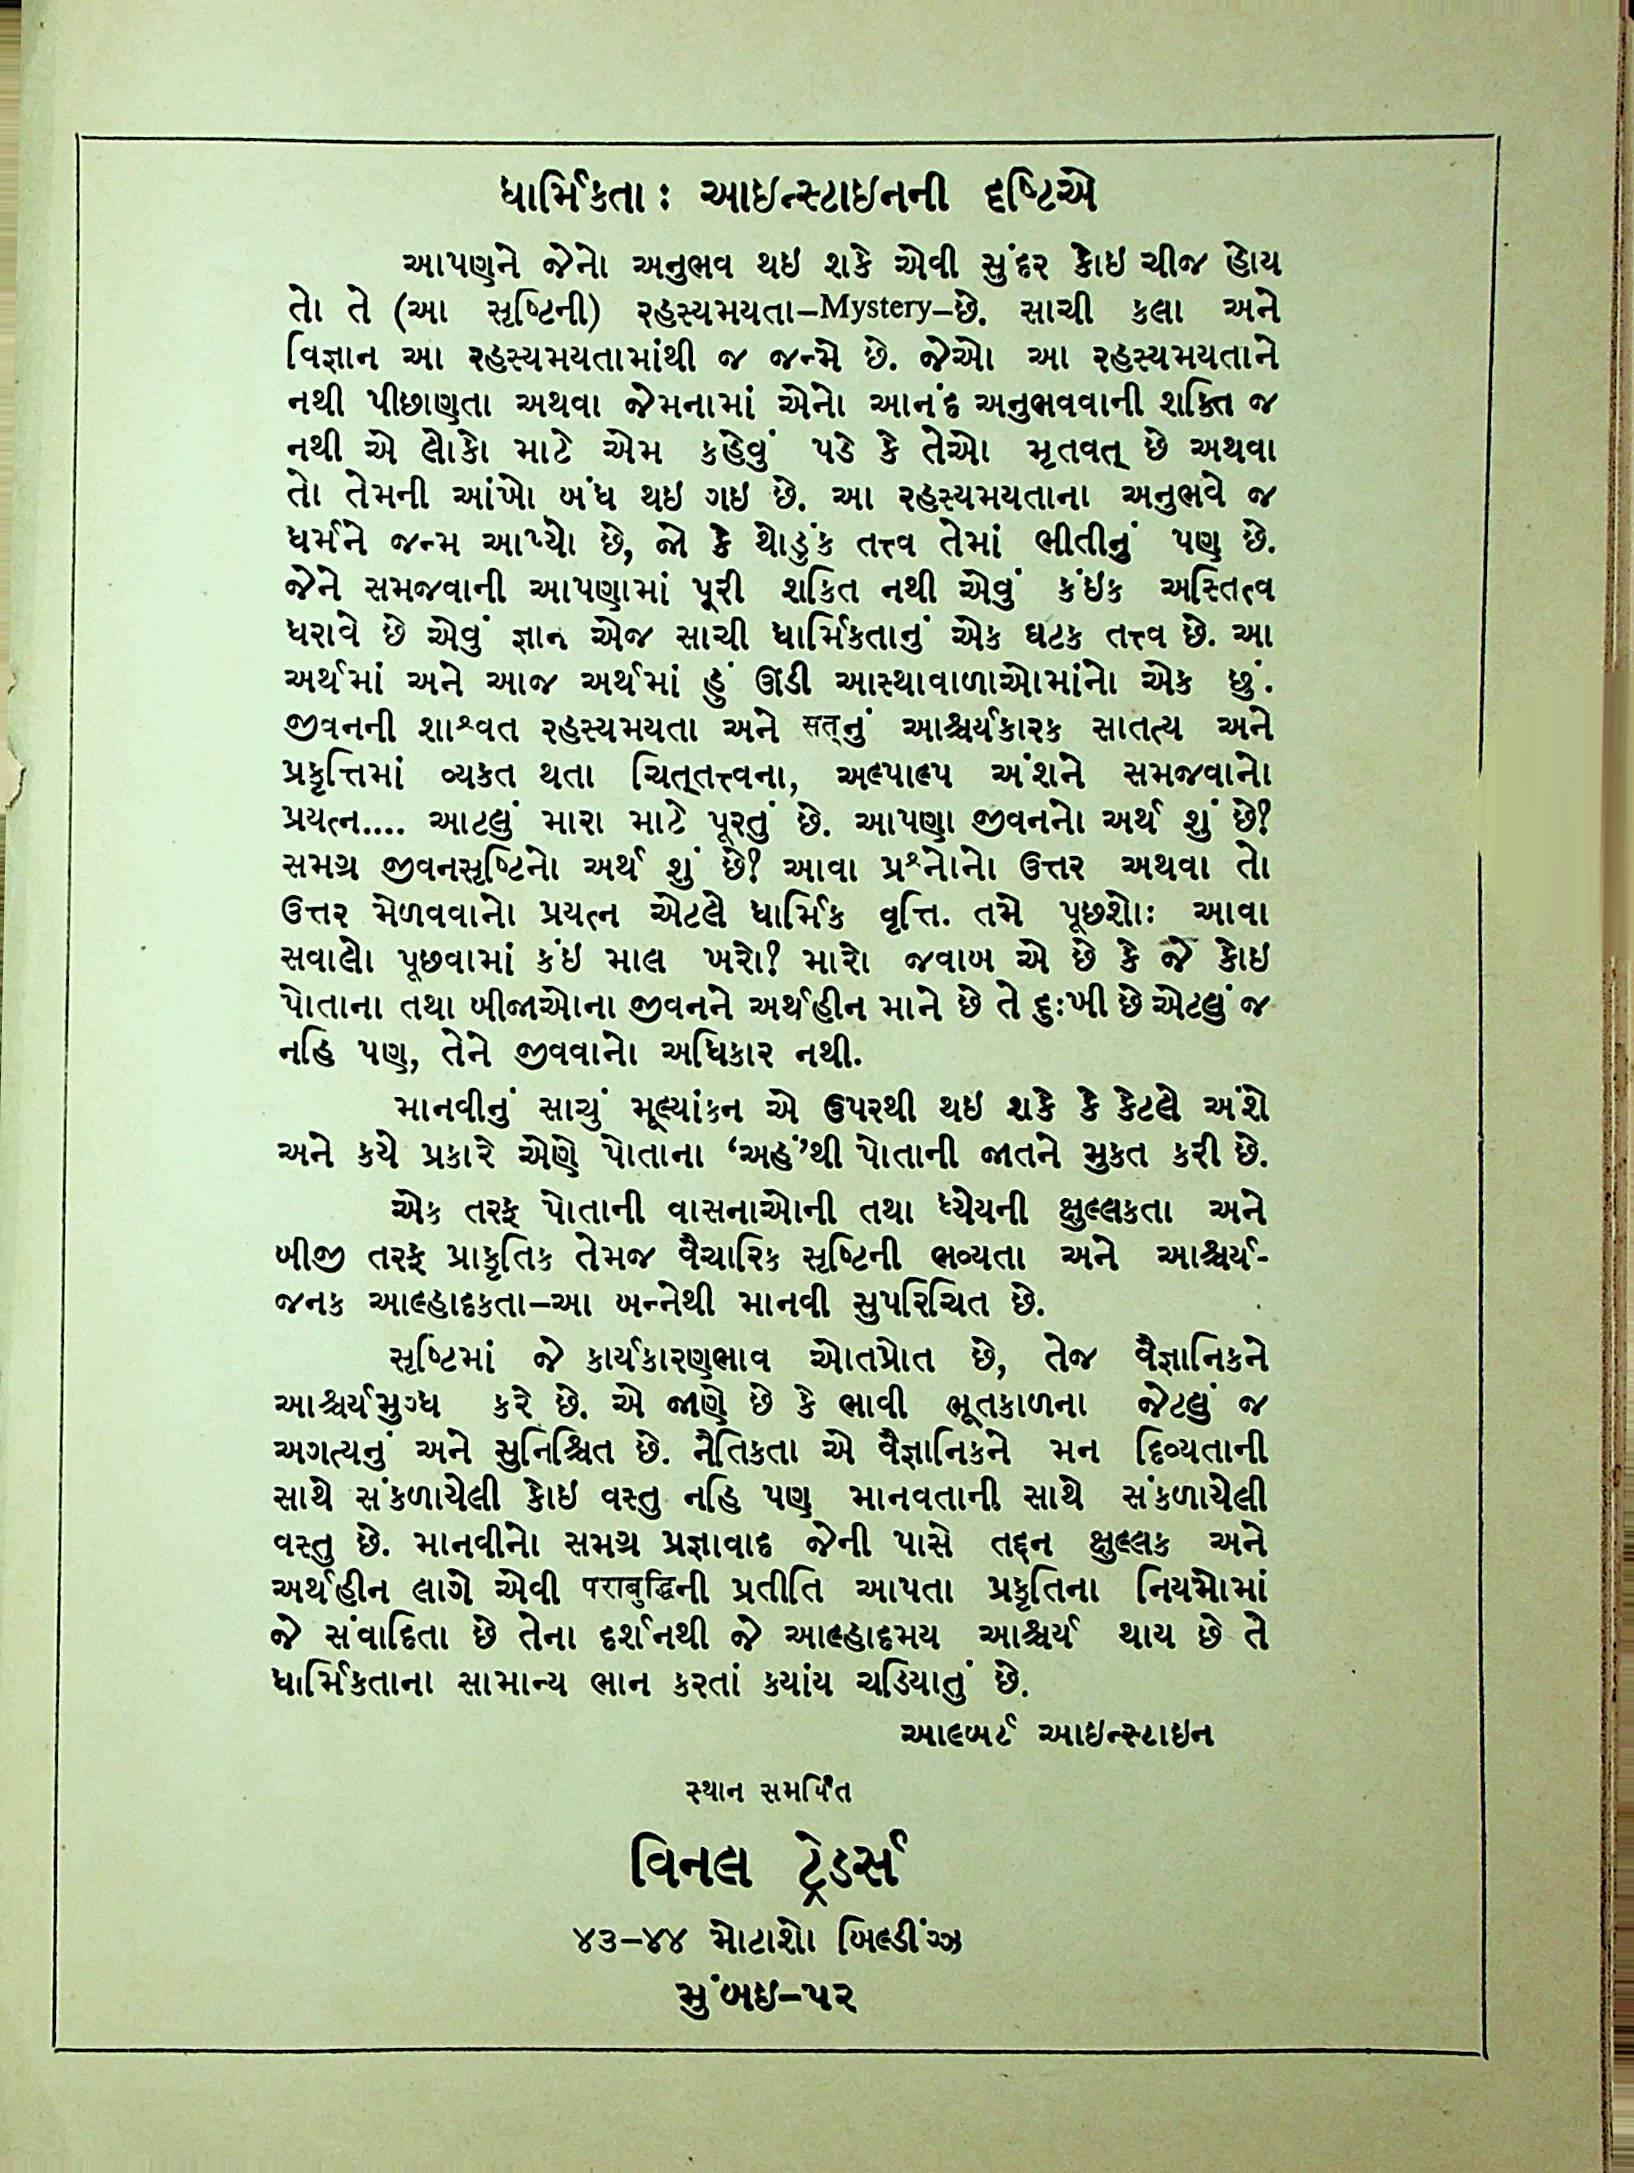 ધાર્મિકતા : આઇન્સ્ટાઇનની દૃષ્ટિએ
આપણને જેનો અનુભવ થઇ શકે એવી સુંદર કોઇ ચીજ હોય
તો તે (આ સૃષ્ટિની) રહસ્યમયતા–Mystery–છે. સાચી કલા અને
વિજ્ઞાન આ રહસ્યમયતામાંથી જ જન્મે છે. જેઓ આ રહસ્યમયતાને
નથી પીછાણતા અથવા જેમનામાં એનો આનંદ અનુભવવાની શક્તિ જ
નથી એ લોકો માટે એમ કહેવું પડે કે તેઓ મૃતવત્ છે અથવા
તો તેમની આંખો બંધ થઇ ગઇ છે. આ રહસ્યમયતાના અનુભવે જ
ધર્મને જન્મ આપ્યો છે, જો કે થોડુંક તત્ત્વ તેમાં ભીતીનું પણ છે.
જેને સમજવાની આપણામાં પૂરી શકિત નથી એવું કંઇક અસ્તિત્વ
ધરાવે છે એવું જ્ઞાન એજ સાચી ધાર્મિકતાનું એક ઘટક તત્ત્વ છે. આ
અર્થમાં અને આજ અર્થમાં હું ઊંડી આસ્થાવાળાઓમાંનો એક છું.
જીવનની શાશ્વત રહસ્યમયતા અને सत्નું આશ્ચર્યકારક સાતત્ય અને
પ્રકૃત્તિમાં વ્યકત થતા ચિત્‌તત્ત્વના, અલ્પાલ્પ અંશને સમજવાનો
પ્રયત્ન.... આટલું મારા માટે પૂરતું છે. આપણા જીવનનો અર્થ શું છે?
સમગ્ર જીવનસૃષ્ટિનો અર્થ શું છે? આવા પ્રશ્નોનો ઉત્તર અથવા તો
ઉત્તર મેળવવાનો પ્રયત્ન એટલે ધાર્મિક વૃત્તિ. તમે પૂછશો: આવા
સવાલો પૂછવામાં કંઇ માલ ખરો? મારો જવાબ એ છે કે જે કોઇ
પોતાના તથા બીજાઓના જીવનને અર્થહીન માને છે તે દુ:ખી છે એટલું જ
નહિ પણ, તેને જીવવાનો અધિકાર નથી.
માનવીનું સાચું મૂલ્યાંકન એ ઉપરથી થઇ શકે કે કેટલે અંશે
અને કયે પ્રકારે એણે પોતાના ‘અહં’થી પોતાની જાતને મુકત કરી છે.
એક તરફ પોતાની વાસનાઓની તથા ધ્યેયની ક્ષુલ્લકતા અને
બીજી તરફ પ્રાકૃતિક તેમજ વૈચારિક સૃષ્ટિની ભવ્યતા અને આશ્ચર્ય-
જનક આલ્હાદકતા–આ બન્નેથી માનવી સુપરિચિત છે.
સૃષ્ટિમાં જે કાર્યકારણભાવ ઓતપ્રોત છે, તેજ વૈજ્ઞાનિકને
આશ્ચર્યમુગ્ધ કરે છે. એ જાણે છે કે ભાવી ભૂતકાળના જેટલું જ
અગત્યનું અને સુનિશ્ચિત છે. નૈતિકતા એ વૈજ્ઞાનિકને મન દિવ્યતાની
સાથે સંકળાયેલી કોઇ વસ્તુ નહિ પણ માનવતાની સાથે સંકળાયેલી
વસ્તુ છે. માનવીનો સમગ્ર પ્રજ્ઞાવાદ જેની પાસે તદ્દન ક્ષુલ્લક અને
અર્થહીન લાગે એવી पराबुद्धिની પ્રતીતિ આપતા પ્રકૃતિના નિયમોમાં
જે સંવાદિતા છે તેના દર્શનથી જે આલ્હાદમય આશ્ચર્ય થાય છે તે
ધાર્મિકતાના સામાન્ય ભાન કરતાં કયાંય ચડિયાતું છે.
આલ્બર્ટ આઇન્સ્ટાઇન
સ્થાન સમર્પિત
વિનલ ટ્રેડર્સ
૪૩–૪૪ મોટાશો બિલ્ડીંગ્ઝ
મુંબઇ–૫૨